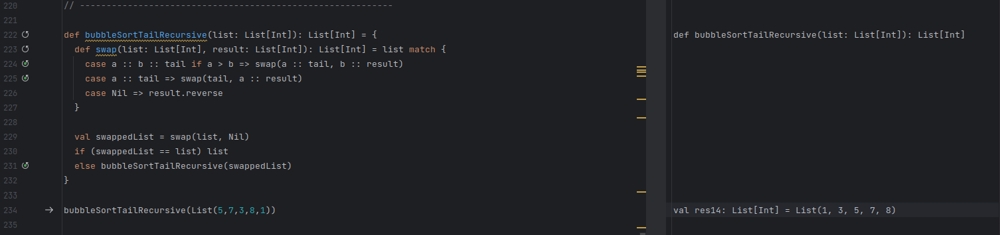 220 // -----------------------------------------------------------
221
222 def bubbleSortTailRecursive(list: List[Int]): List[Int] = { def bubbleSortTailRecursive(list: List[Int]): List[Int]
223 def swap(list: List[Int], result: List[Int]): List[Int] = list match {
224 case a :: b :: tail if a > b => swap(a :: tail, b :: result)
225 case a :: tail => swap(tail, a :: result)
226 case Nil => result.reverse
227 }
228
229 val swappedList = swap(list, Nil)
230 if (swappedList == list) list
231 else bubbleSortTailRecursive(swappedList)
232 }
233
234 bubbleSortTailRecursive(List(5,7,3,8,1)) val res14: List[Int] = List(1, 3, 5, 7, 8)
235